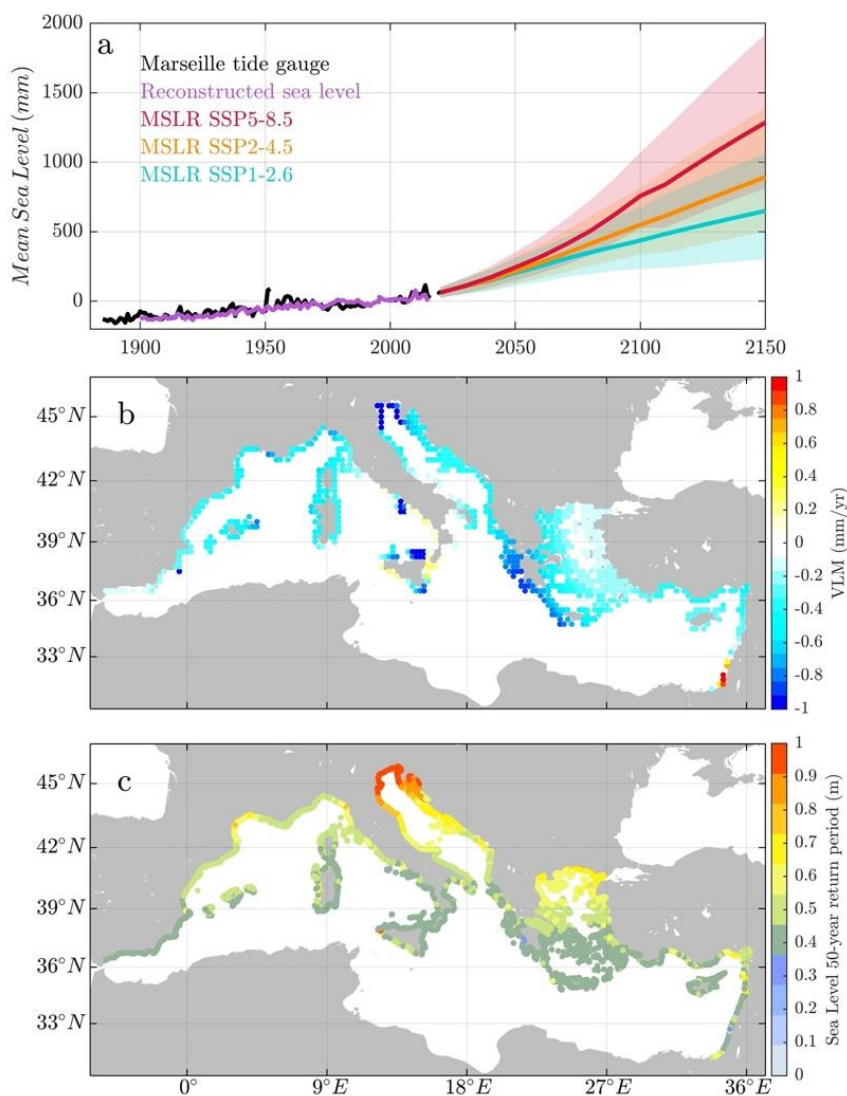 a
Marseille tide gauge
Reconstructed sea level
MSLR SSP5-8.5
MSLR SSP2-4.5
MSLR SSP1-2.6
Mean Sea Level (mm)
2000
1500
1000
500
0
1900
1950
2000
2050
2100
2150
b
45°N
42°N
39°N
36°N
33°N
1
0.8
0.6
0.4
0.2
0
-0.2
-0.4
-0.6
-0.8
-1
VLM (mm/yr)
c
45°N
42°N
39°N
36°N
33°N
0°
9°E
18°E
27°E
36°E
1
0.9
0.8
0.7
0.6
0.5
0.4
0.3
0.2
0.1
0
Sea Level 50-year return period (m)